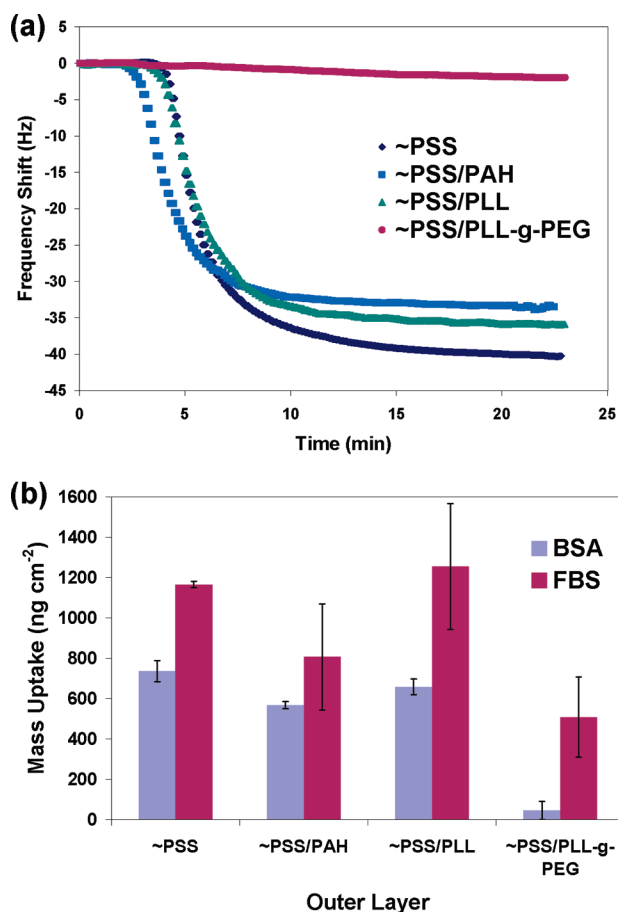 (a)
5
0
-5
-10
-15
-20
-25
-30
-35
-40
-45
Frequency Shift (Hz)
~PSS
~PSS/PAH
~PSS/PLL
~PSS/PLL-g-PEG
0 5 10 15 20 25
Time (min)
(b)
1600
1400
1200
1000
800
600
400
200
0
Mass Uptake (ng cm-2)
BSA
FBS
~PSS ~PSS/PAH ~PSS/PLL ~PSS/PLL-g-
PEG
Outer Layer